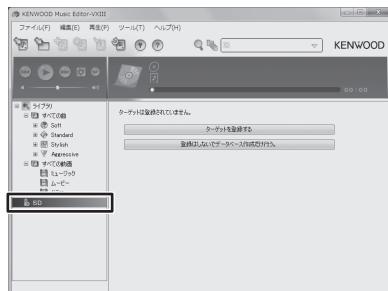 KENWOOD Music Editor-VXIII
ファイル(F) 編集(E) 再生(P) ツール(T) ヘルプ(H)
KENWOOD
00:00
ライブラリ
すべての曲
Soft
Standard
Stylish
Aggressive
すべての動画
ミュージック
ムービー
SD
ターゲットは登録されていません。
ターゲットを登録する
登録はしないでデータベース作成だけ行う。